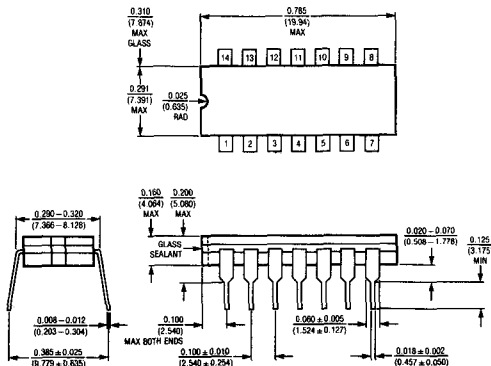 0.310
(7.874)
MAX
GLASS
0.785
(19.94)
MAX
14 13 12 11 10 9 8
0.291
(7.391)
MAX
0.025
(0.635)
RAD
1 2 3 4 5 6 7
0.290–0.320
(7.366–8.128)
0.160
(4.064)
MAX
0.200
(5.080)
MAX
GLASS
SEALANT
0.020–0.070
(0.508–1.778)
0.125
(3.175)
MIN
0.008–0.012
(0.203–0.304)
0.385 ± 0.025
(9.779 ± 0.635)
0.100
(2.540)
MAX BOTH ENDS
0.100 ± 0.010
(2.540 ± 0.254)
0.060 ± 0.005
(1.524 ± 0.127)
0.018 ± 0.002
(0.457 ± 0.050)